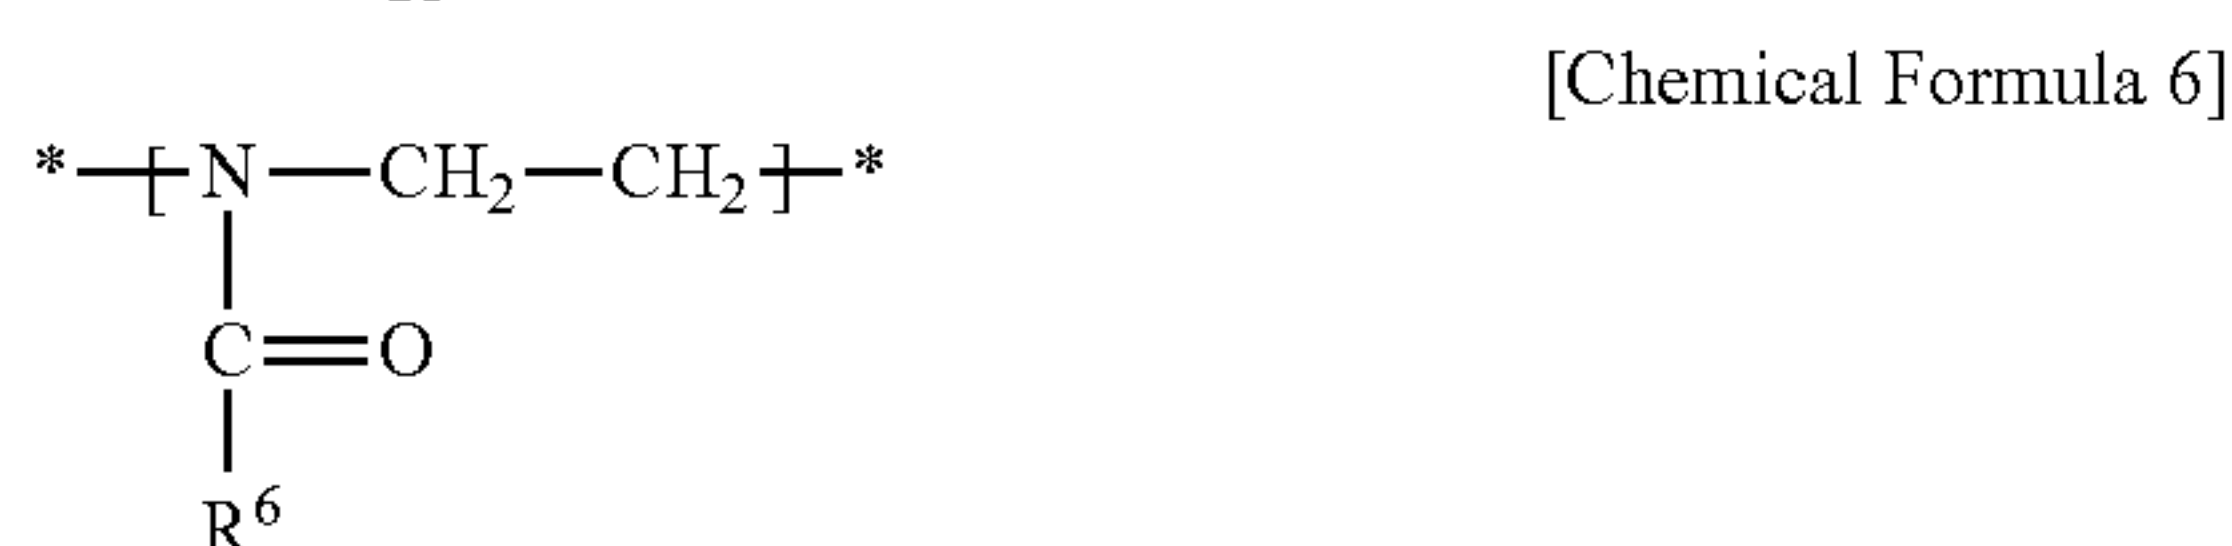 [Chemical Formula 6]
*—[N—CH₂—CH₂]—*
C=O
R⁶